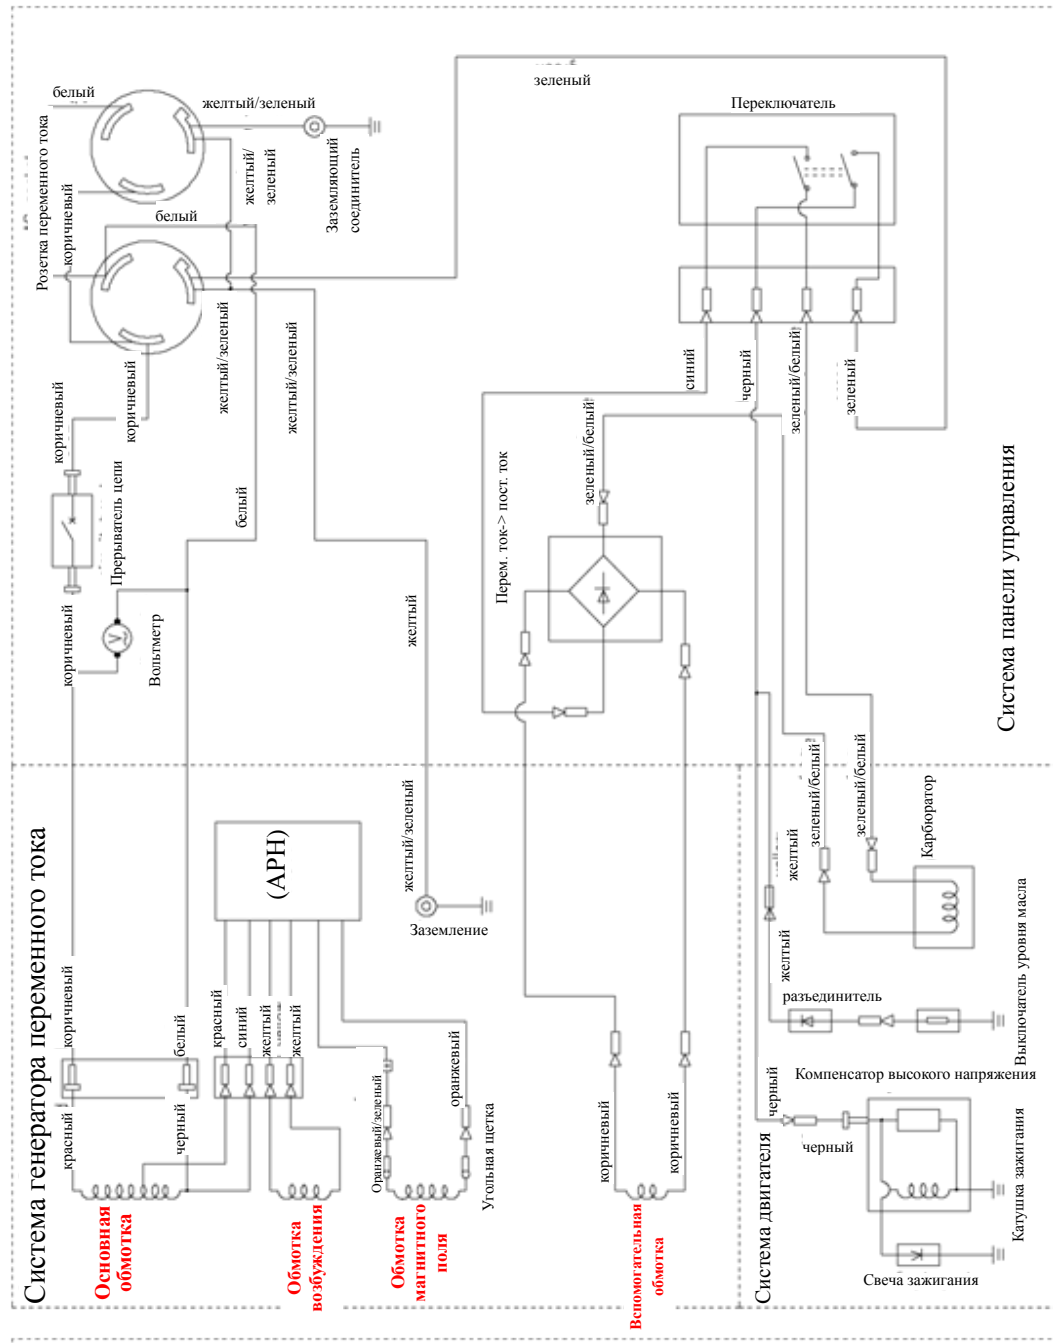 зеленый
белый
желтый/зеленый
Переключатель
Розетка переменного тока
коричневый
желтый/
зеленый
Заземляющий
соединитель
белый
коричневый
коричневый
желтый/зеленый
желтый/зеленый
синий
черный
зеленый/белый
зеленый
Прерыватель цепи
белый
Перем. ток-> пост. ток
зеленый/белый
Система панели управления
коричневый
Вольтметр
желтый
Система генератора переменного тока
(АРН)
желтый/зеленый
Заземление
желтый
зеленый/белый
зеленый/белый
Карбюратор
коричневый
белый
красный
синий
желтый
желтый
желтый
разъединитель
Выключатель уровня масла
красный
черный
Оранжевый/зеленый
оранжевый
Угольная щетка
коричневый
коричневый
Компенсатор высокого напряжения
черный
черный
Катушка зажигания
Свеча зажигания
Система двигателя
Основная
обмотка
Обмотка
возбуждения
Обмотка
магнитного
поля
Вспомогательная
обмотка